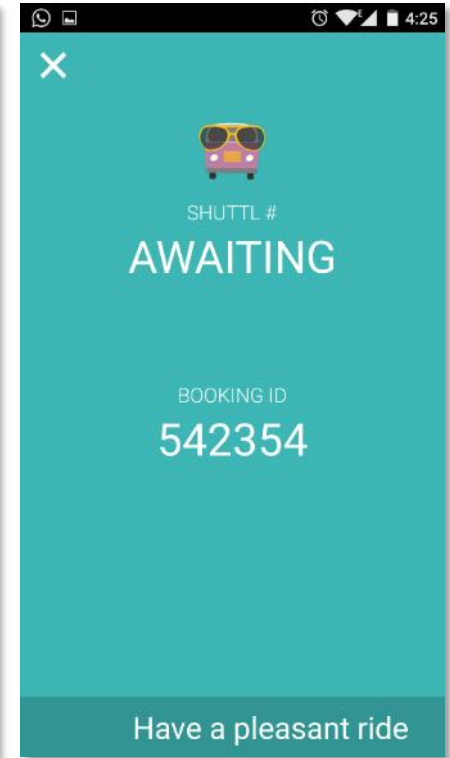 4:25
SHUTTL #
AWAITING
BOOKING ID
542354
Have a pleasant ride